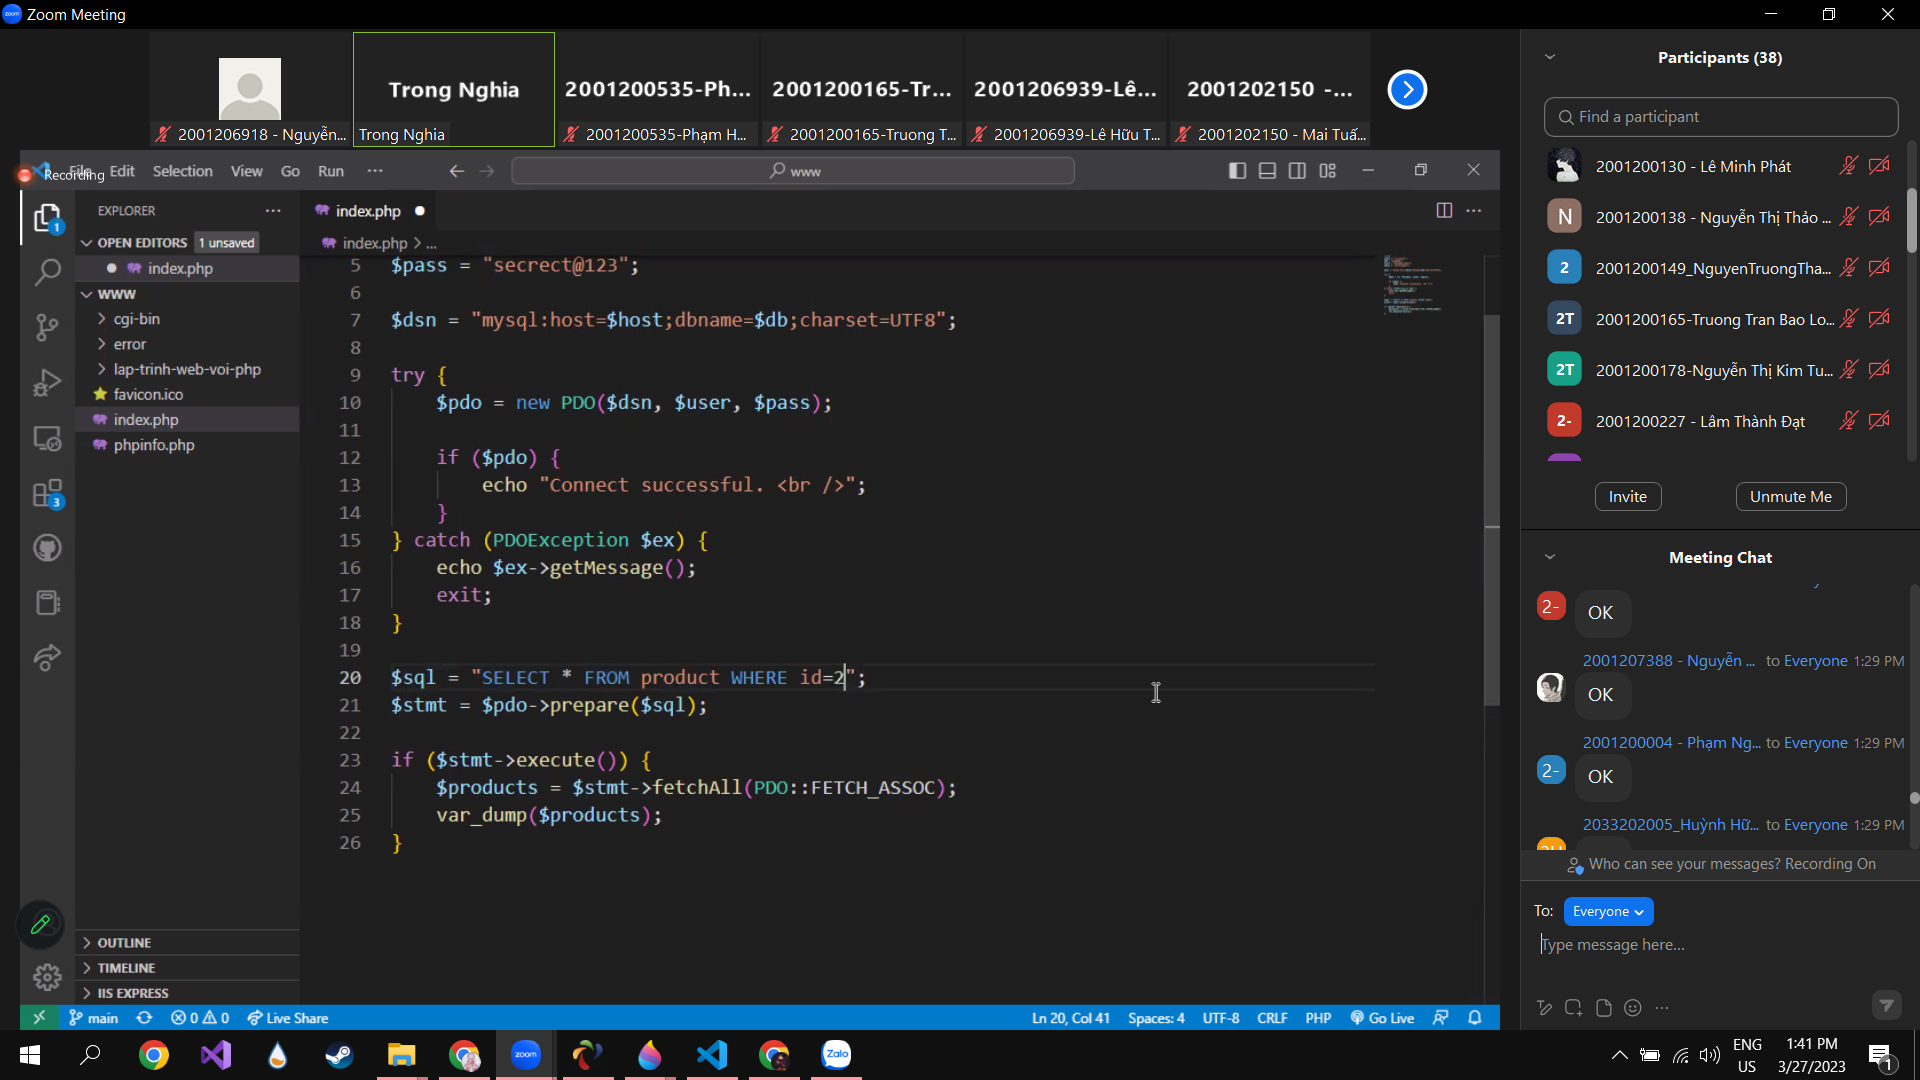 Zoom Meeting
Trong Nghia
2001200535-Ph...
2001200165-Tr...
2001206939-Lê...
2001202150 -...
2001206918 - Nguyễn...
Trong Nghia
2001200535-Phạm H...
2001200165-Truong T...
2001206939-Lê Hữu T...
2001202150 - Mai Tuấ...
Recording
Edit
Selection
View
Go
Run
...
www
EXPLORER
...
OPEN EDITORS
1 unsaved
index.php
WWW
cgi-bin
error
lap-trinh-web-voi-php
favicon.ico
index.php
phpinfo.php
OUTLINE
TIMELINE
IIS EXPRESS
1
3
index.php
index.php > ...
5 $pass = "secrect@123";
6
7 $dsn = "mysql:host=$host;dbname=$db;charset=UTF8";
8
9 try {
10 $pdo = new PDO($dsn, $user, $pass);
11
12 if ($pdo) {
13 echo "Connect successful. <br />";
14 }
15 } catch (PDOException $ex) {
16 echo $ex->getMessage();
17 exit;
18 }
19
20 $sql = "SELECT * FROM product WHERE id=2";
21 $stmt = $pdo->prepare($sql);
22
23 if ($stmt->execute()) {
24 $products = $stmt->fetchAll(PDO::FETCH_ASSOC);
25 var_dump($products);
26 }
main
0
0
Live Share
Ln 20, Col 41
Spaces: 4
UTF-8
CRLF
PHP
Go Live
Participants (38)
Find a participant
2001200130 - Lê Minh Phát
N
2001200138 - Nguyễn Thị Thảo ...
2
2001200149_NguyenTruongTha...
2T
2001200165-Truong Tran Bao Lo...
2T
2001200178-Nguyễn Thị Kim Tu...
2-
2001200227 - Lâm Thành Đạt
Invite
Unmute Me
Meeting Chat
Everyone
2-
OK
2001207388 - Nguyễn ... to Everyone 1:29 PM
OK
2001200004 - Phạm Ng... to Everyone 1:29 PM
2-
OK
2033202005_Huỳnh Hữ... to Everyone 1:29 PM
Who can see your messages? Recording On
To: Everyone
Type message here...
...
zoom
Zalo
ENG
US
1:41 PM
3/27/2023
1